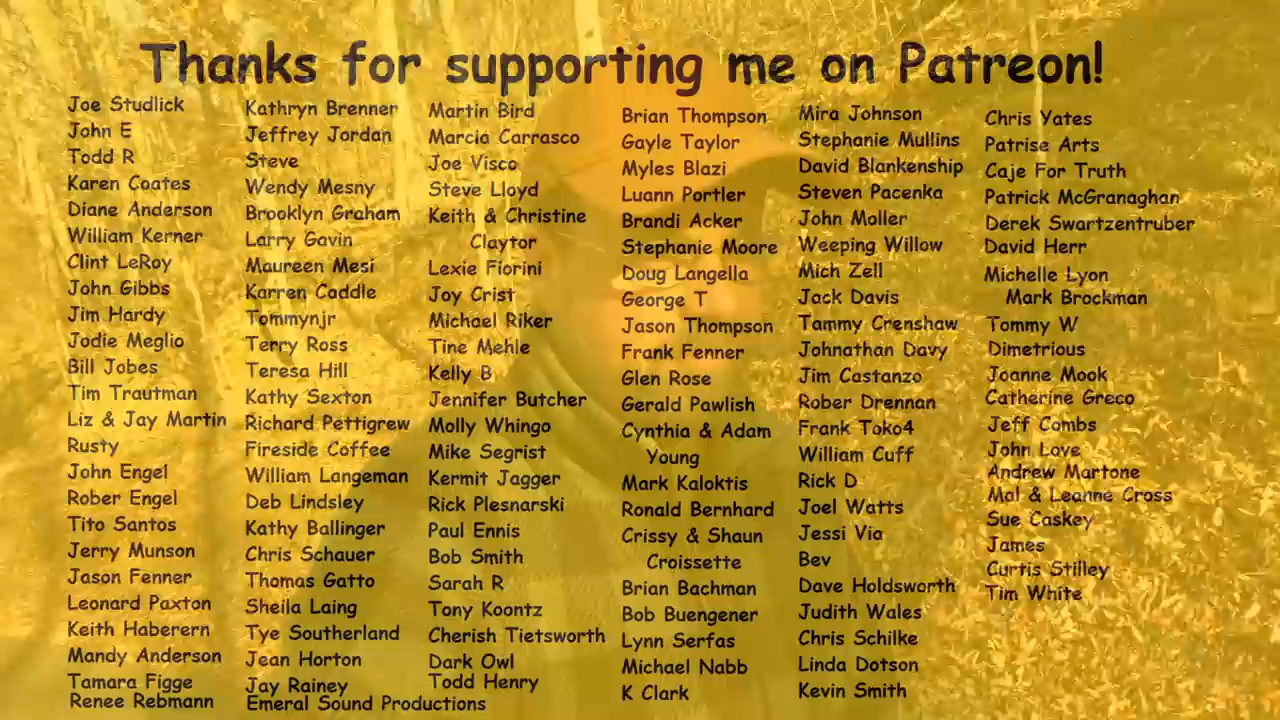 Thanks for supporting me on Patreon!
Joe Studlick
John E
Todd R
Karen Coates
Diane Anderson
William Kerner
Clint LeRoy
John Gibbs
Jim Hardy
Jodie Meglio
Bill Jobes
Tim Trautman
Liz & Jay Martin
Rusty
John Engel
Rober Engel
Tito Santos
Jerry Munson
Jason Fenner
Leonard Paxton
Keith Haberern
Mandy Anderson
Tamara Figge
Renee Rebmann
Kathryn Brenner
Jeffrey Jordan
Steve
Wendy Mesny
Brooklyn Graham
Larry Gavin
Maureen Mesi
Karren Caddle
Tommynjr
Terry Ross
Teresa Hill
Kathy Sexton
Richard Pettigrew
Fireside Coffee
William Langeman
Deb Lindsley
Kathy Ballinger
Chris Schauer
Thomas Gatto
Sheila Laing
Tye Southerland
Jean Horton
Jay Rainey
Emeral Sound Productions
Martin Bird
Marcia Carrasco
Joe Visco
Steve Lloyd
Keith & Christine
Claytor
Lexie Fiorini
Joy Crist
Michael Riker
Tine Mehle
Kelly B
Jennifer Butcher
Molly Whingo
Mike Segrist
Kermit Jagger
Rick Plesnarski
Paul Ennis
Bob Smith
Sarah R
Tony Koontz
Cherish Tietsworth
Dark Owl
Todd Henry
Brian Thompson
Gayle Taylor
Myles Blazi
Luann Portler
Brandi Acker
Stephanie Moore
Doug Langella
George T
Jason Thompson
Frank Fenner
Glen Rose
Gerald Pawlish
Cynthia & Adam
Young
Mark Kaloktis
Ronald Bernhard
Crissy & Shaun
Croissette
Brian Bachman
Bob Buengener
Lynn Serfas
Michael Nabb
K Clark
Mira Johnson
Stephanie Mullins
David Blankenship
Steven Pacenka
John Moller
Weeping Willow
Mich Zell
Jack Davis
Tammy Crenshaw
Johnathan Davy
Jim Castanzo
Rober Drennan
Frank Toko4
William Cuff
Rick D
Joel Watts
Jessi Via
Bev
Dave Holdsworth
Judith Wales
Chris Schilke
Linda Dotson
Kevin Smith
Chris Yates
Patrise Arts
Caje For Truth
Patrick McGranaghan
Derek Swartzentruber
David Herr
Michelle Lyon
Mark Brockman
Tommy W
Dimetrious
Joanne Mook
Catherine Greco
Jeff Combs
John Love
Andrew Martone
Mal & Leanne Cross
Sue Caskey
James
Curtis Stilley
Tim White